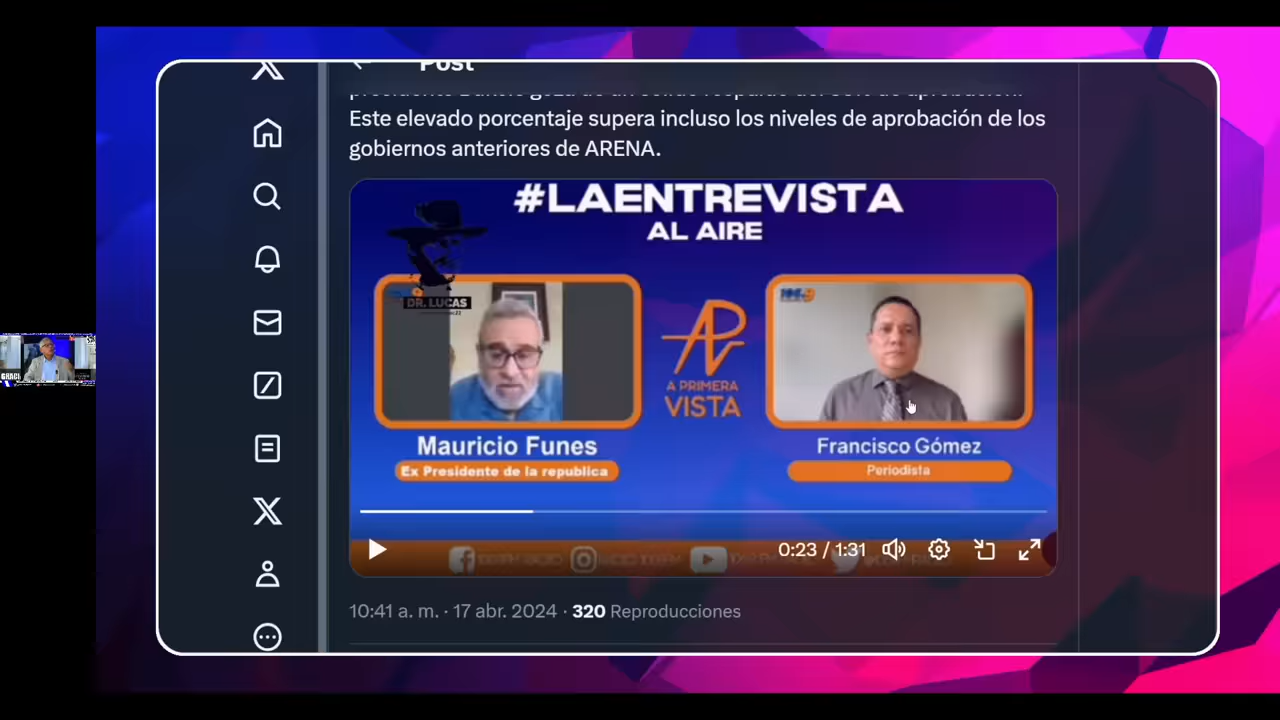 Post
Este elevado porcentaje supera incluso los niveles de aprobación de los
gobiernos anteriores de ARENA.
#LAENTREVISTA
AL AIRE
DR. LUCAS
AP
A PRIMERA
VISTA
Mauricio Funes
Ex Presidente de la republica
Francisco Gómez
Periodista
0:23 / 1:31
10:41 a. m. · 17 abr. 2024 · 320 Reproducciones